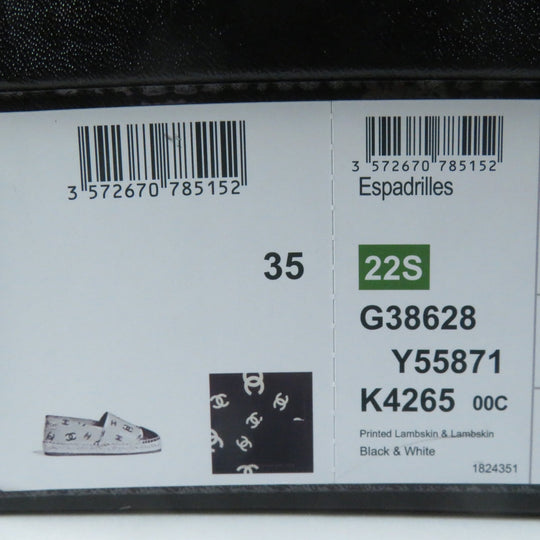 3 572670 785152
35
3 572670 785152
Espadrilles
22S
G38628
Y55871
K4265 00C
Printed Lambskin & Lambskin
Black & White
1824351